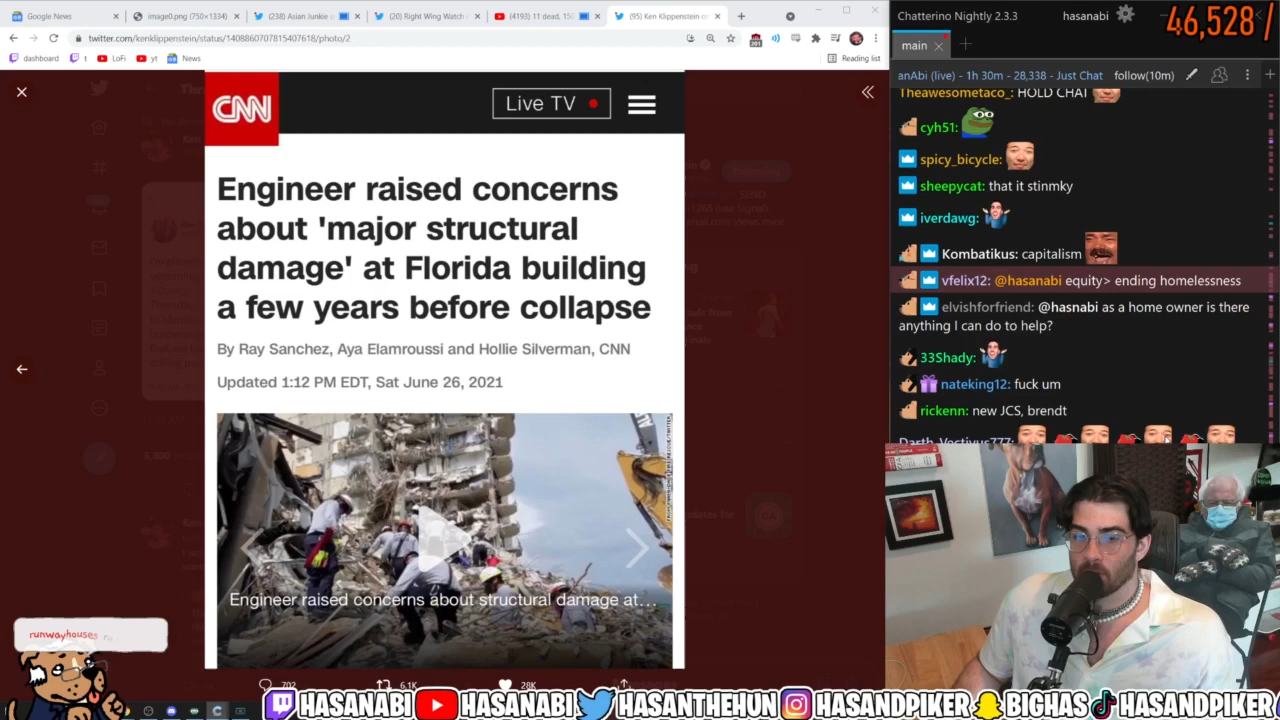 Google News
image0.png (750×1334)
(238) Asian Junkie
(20) Right Wing Watch
(4193) 11 dead, 15
(95) Ken Klippenstein o
twitter.com/kenklippenstein/status/1408860707815407618/photo/2
dashboard
t
LoFi
yt
News
Reading list
CNN
Live TV
Engineer raised concerns
about 'major structural
damage' at Florida building
a few years before collapse
By Ray Sanchez, Aya Elamroussi and Hollie Silverman, CNN
Updated 1:12 PM EDT, Sat June 26, 2021
Engineer raised concerns about structural damage at...
702
6.1K
28K
runwayhouses
Chatterino Nightly 2.3.3
hasanabi
46,528 /
main
anAbi (live) - 1h 30m - 28,338 - Just Chat
follow(10m)
Theawesometaco_: HOLD CHAT
cyh51:
spicy_bicycle:
sheepycat: that it stinmky
iverdawg:
Kombatikus: capitalism
vfelix12: @hasanabi equity> ending homelessness
elvishforfriend: @hasnabi as a home owner is there
anything I can do to help?
33Shady:
nateking12: fuck um
rickenn: new JCS, brendt
Darth_Vectivus777:
HASANABI
HASANABI
HASANTHEHUN
HASANDPIKER
BIGHAS
HASANDPIKER